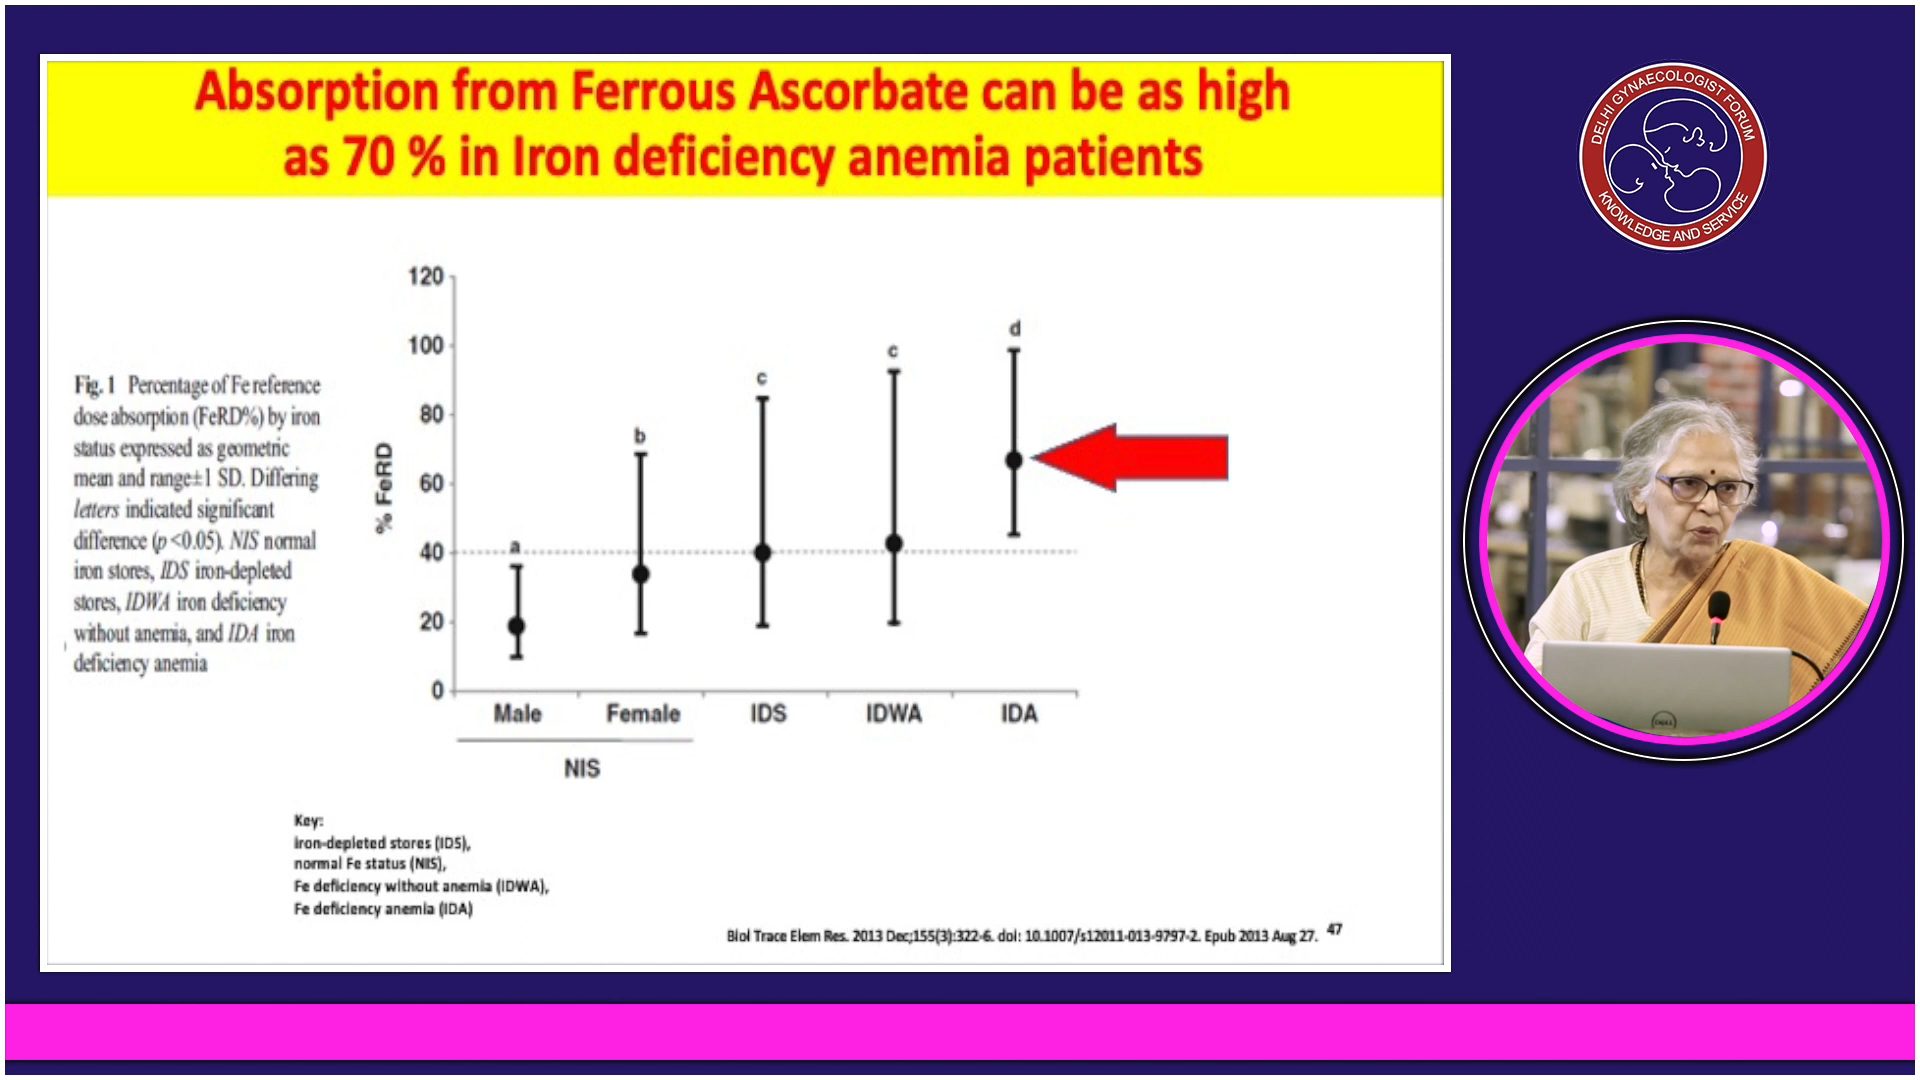 Absorption from Ferrous Ascorbate can be as high
as 70 % in Iron deficiency anemia patients
Fig. 1 Percentage of Fe reference
dose absorption (FeRD%) by iron
status expressed as geometric
mean and range±1 SD. Differing
letters indicated significant
difference (p <0.05). NIS normal
iron stores, IDS iron-depleted
stores, IDWA iron deficiency
without anemia, and IDA iron
deficiency anemia
% FeRD
120
100
80
60
40
20
0
a
b
c
c
d
Male Female IDS IDWA IDA
NIS
Key:
iron-depleted stores (IDS),
normal Fe status (NIS),
Fe deficiency without anemia (IDWA),
Fe deficiency anemia (IDA)
Biol Trace Elem Res. 2013 Dec;155(3):322-6. doi: 10.1007/s12011-013-9797-2. Epub 2013 Aug 27. 47
DELHI GYNAECOLOGIST FORUM
KNOWLEDGE AND SERVICE
DELL